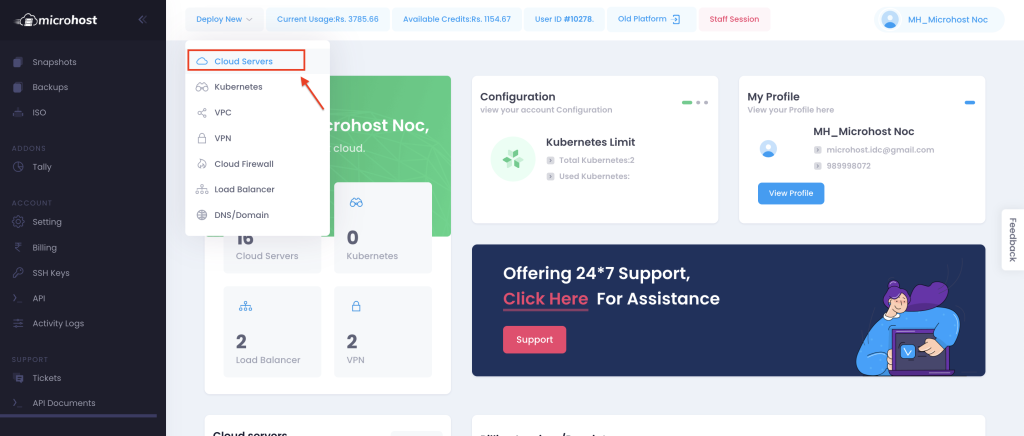 microhost
Deploy New
Current Usage:Rs. 3785.66
Available Credits:Rs. 1154.67
User ID #10278.
Old Platform
Staff Session
MH_Microhost Noc
Snapshots
Backups
ISO
ADDONS
Tally
ACCOUNT
Setting
Billing
SSH Keys
API
Activity Logs
SUPPORT
Tickets
API Documents
Cloud Servers
Kubernetes
VPC
VPN
Cloud Firewall
Load Balancer
DNS/Domain
crohost Noc,
cloud.
16
Cloud Servers
0
Kubernetes
2
Load Balancer
2
VPN
Configuration
view your account Configuration
Kubernetes Limit
Total Kubernetes:2
Used Kubernetes:
My Profile
View your Profile here
MH_Microhost Noc
microhost.idc@gmail.com
989998072
View Profile
Feedback
Offering 24*7 Support,
Click Here For Assistance
Support
Cloud servers